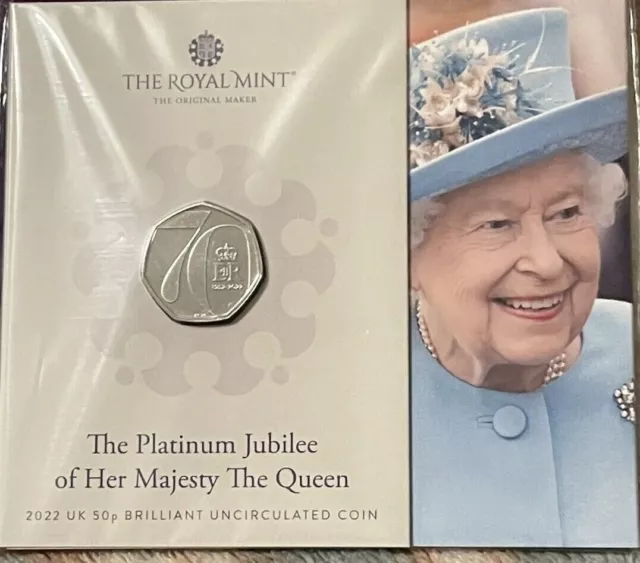 THE ROYAL MINT®
THE ORIGINAL MAKER
70
The Platinum Jubilee
of Her Majesty The Queen
2022 UK 50p BRILLIANT UNCIRCULATED COIN